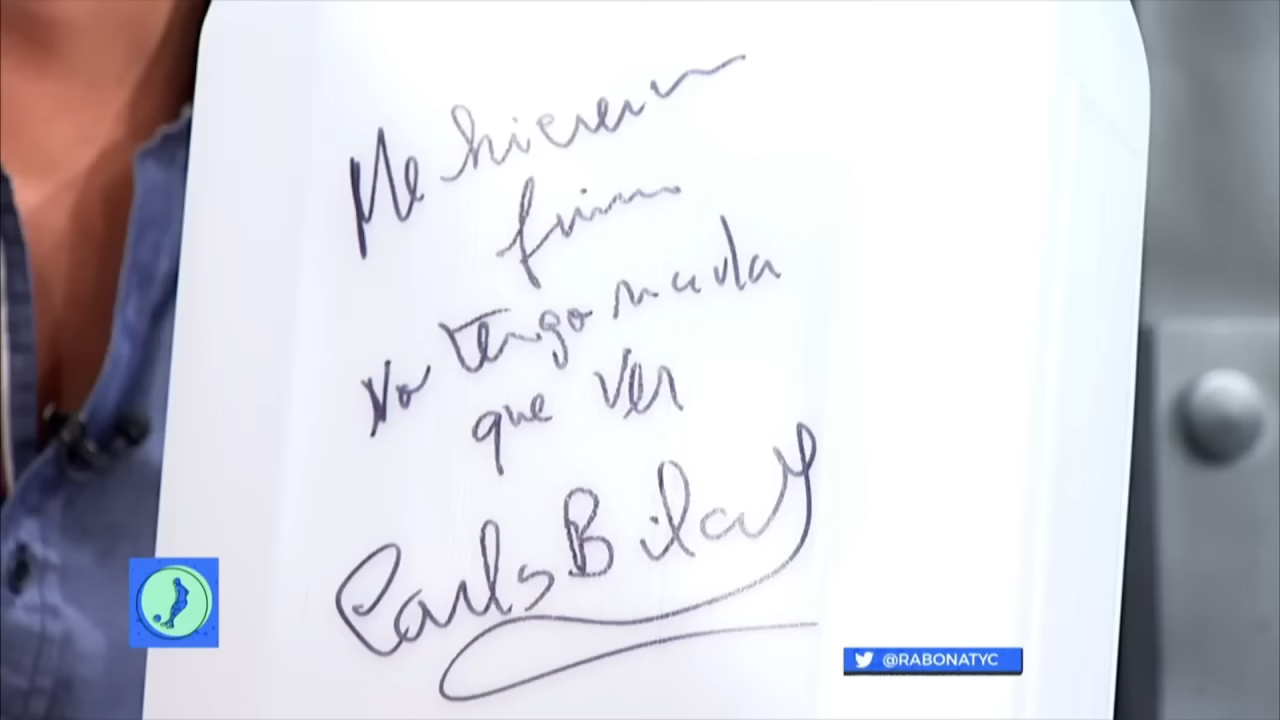 Me hicieron
firmar
No tengo nada
que ver
Carlos Bilardo
@RABONATYC